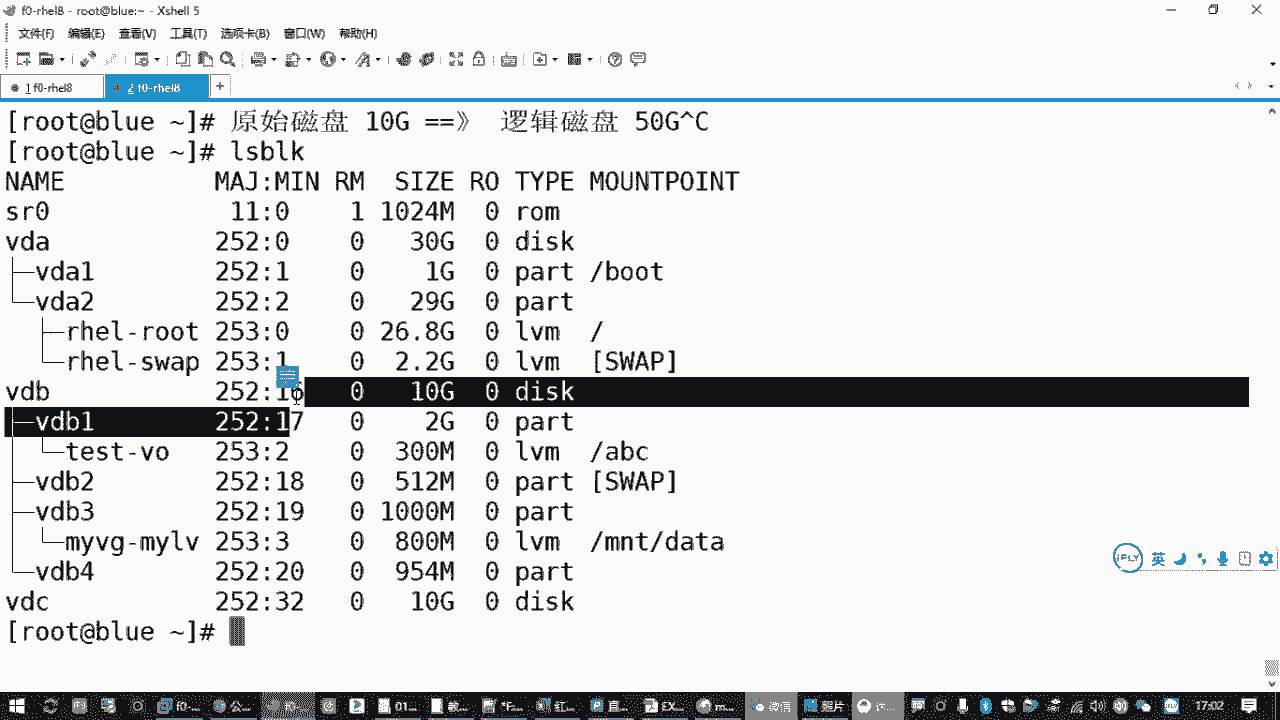 f0-rhel8 - root@blue:~ - Xshell 5
文件(F) 编辑(E) 查看(V) 工具(T) 选项卡(B) 窗口(W) 帮助(H)
1 f0-rhel8 2 f0-rhel8 +
[root@blue ~]# 原始磁盘 10G ==》 逻辑磁盘 50G^C
[root@blue ~]# lsblk
NAME MAJ:MIN RM SIZE RO TYPE MOUNTPOINT
sr0 11:0 1 1024M 0 rom
vda 252:0 0 30G 0 disk
├─vda1 252:1 0 1G 0 part /boot
└─vda2 252:2 0 29G 0 part
├─rhel-root 253:0 0 26.8G 0 lvm /
└─rhel-swap 253:1 0 2.2G 0 lvm [SWAP]
vdb 252:16 0 10G 0 disk
├─vdb1 252:17 0 2G 0 part
│ └─test-vo 253:2 0 300M 0 lvm /abc
├─vdb2 252:18 0 512M 0 part [SWAP]
├─vdb3 252:19 0 1000M 0 part
│ └─myvg-mylv 253:3 0 800M 0 lvm /mnt/data
└─vdb4 252:20 0 954M 0 part
vdc 252:32 0 10G 0 disk
[root@blue ~]#
iFLY 英
f0-... 公... 01... 教... 红... 直... EX... m... 微信 照片 17:02